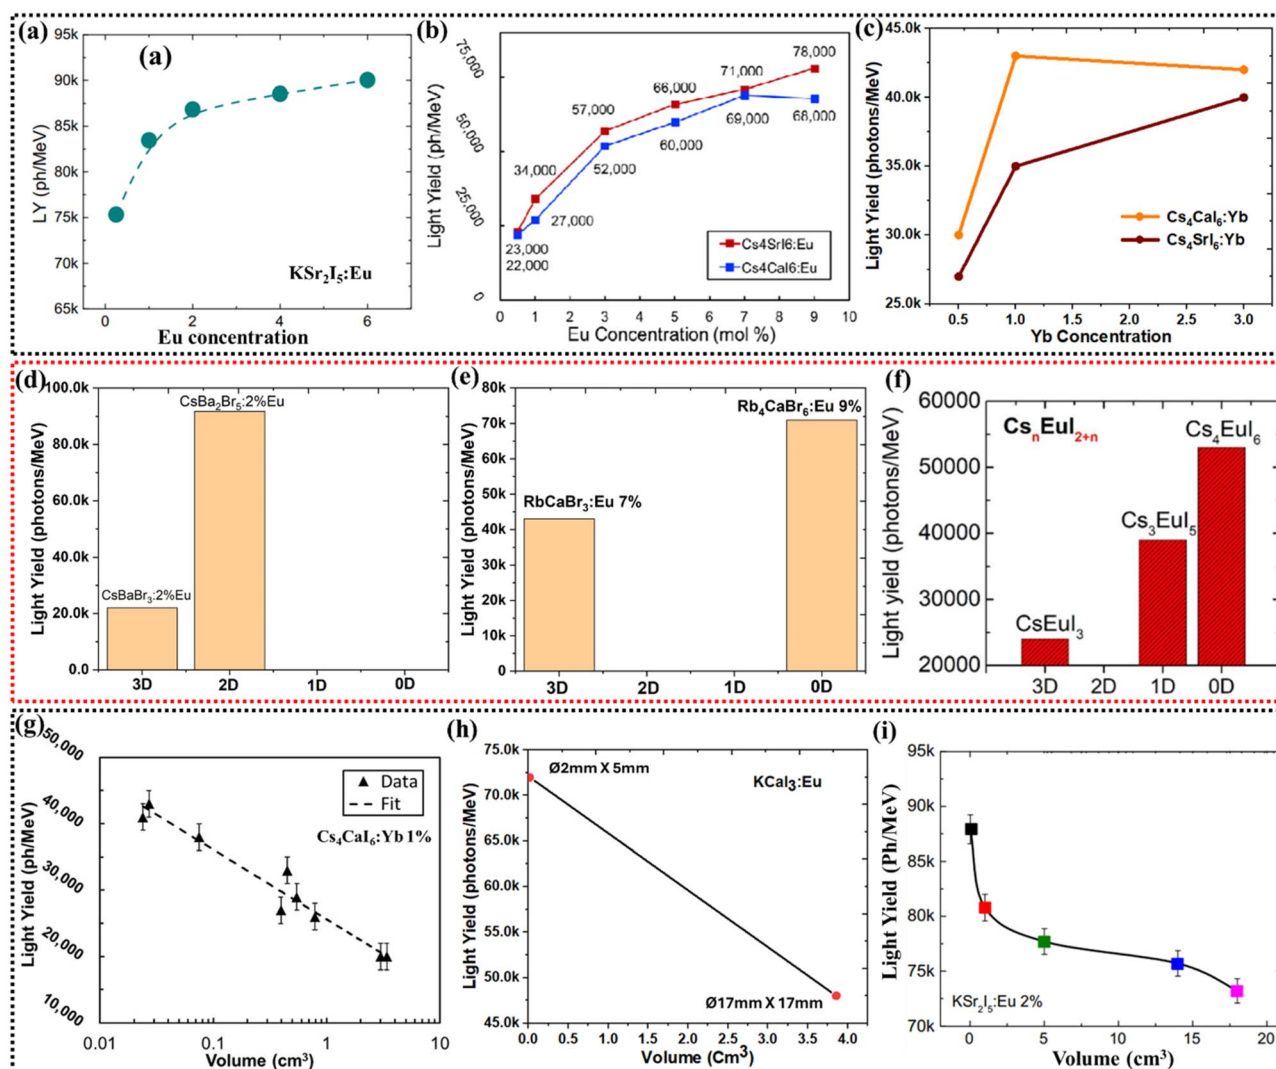 (a)
95k
(a)
90k
85k
80k
75k
70k
65k
LY (ph/MeV)
KSr₂I₅:Eu
0 2 4 6
Eu concentration
(b)
75,000
50,000
25,000
0
Light Yield (ph/MeV)
78,000
71,000
66,000
57,000
69,000
68,000
60,000
52,000
34,000
27,000
23,000
22,000
Cs4SrI6:Eu
Cs4CaI6:Eu
0 1 2 3 4 5 6 7 8 9 10
Eu Concentration (mol %)
(c)
45.0k
40.0k
35.0k
30.0k
25.0k
Light Yield (photons/MeV)
Cs₄CaI₆:Yb
Cs₄SrI₆:Yb
0.5 1.0 1.5 2.0 2.5 3.0
Yb Concentration
(d)
100.0k
80.0k
60.0k
40.0k
20.0k
0.0
Light Yield (photons/MeV)
CsBa₂Br₅:2%Eu
CsBaBr₃:2%Eu
3D 2D 1D 0D
(e)
80k
70k
60k
50k
40k
30k
20k
10k
0
Light Yield (photons/MeV)
Rb₄CaBr₆:Eu 9%
RbCaBr₃:Eu 7%
3D 2D 1D 0D
(f)
60000
50000
40000
30000
20000
Light yield (photons/MeV)
CsₙEuI₂₊ₙ
Cs₄EuI₆
Cs₃EuI₅
CsEuI₃
3D 2D 1D 0D
(g)
50,000
40,000
30,000
20,000
10,000
Light Yield (ph/MeV)
Data
Fit
Cs₄CaI₆:Yb 1%
0.01 0.1 1 10
Volume (cm³)
(h)
75.0k
70.0k
65.0k
60.0k
55.0k
50.0k
45.0k
Light Yield (photons/MeV)
Ø2mm X 5mm
KCaI₃:Eu
Ø17mm X 17mm
0.0 0.5 1.0 1.5 2.0 2.5 3.0 3.5 4.0
Volume (Cm³)
(i)
95k
90k
85k
80k
75k
70k
Light Yield (Ph/MeV)
KSr₂I₅:Eu 2%
0 5 10 15 20
Volume (cm³)